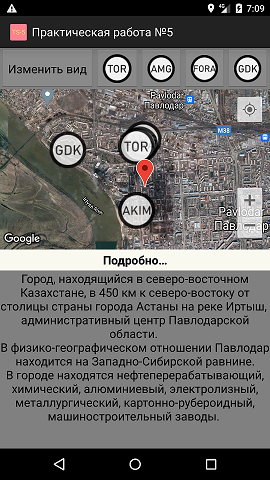 7:09
TS-5 Практическая работа №5
Изменить вид TOR AMG FORA GDK
Pavlodar
Павлодар
M38
GDK
TOR
AKIM
Pavlodar
Павлодар
Google
Подробно...
Город, находящийся в северо-восточном
Казахстане, в 450 км к северо-востоку от
столицы страны города Астаны на реке Иртыш,
административный центр Павлодарской
области.
В физико-географическом отношении Павлодар
находится на Западно-Сибирской равнине.
В городе находятся нефтеперерабатывающий,
химический, алюминиевый, электролизный,
металлургический, картонно-рубероидный,
машиностроительный заводы.